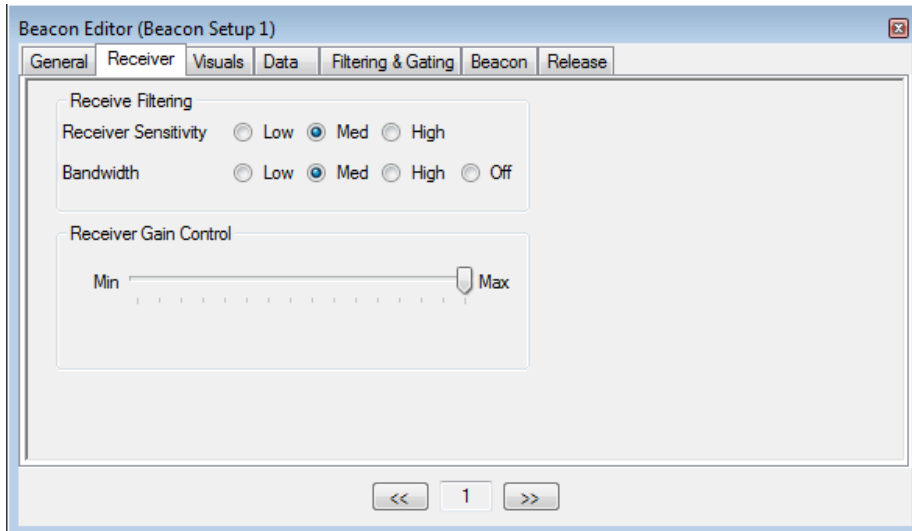 Beacon Editor (Beacon Setup 1)
General Receiver Visuals Data Filtering & Gating Beacon Release
Receive Filtering
Receiver Sensitivity Low Med High
Bandwidth Low Med High Off
Receiver Gain Control
Min Max
<< 1 >>